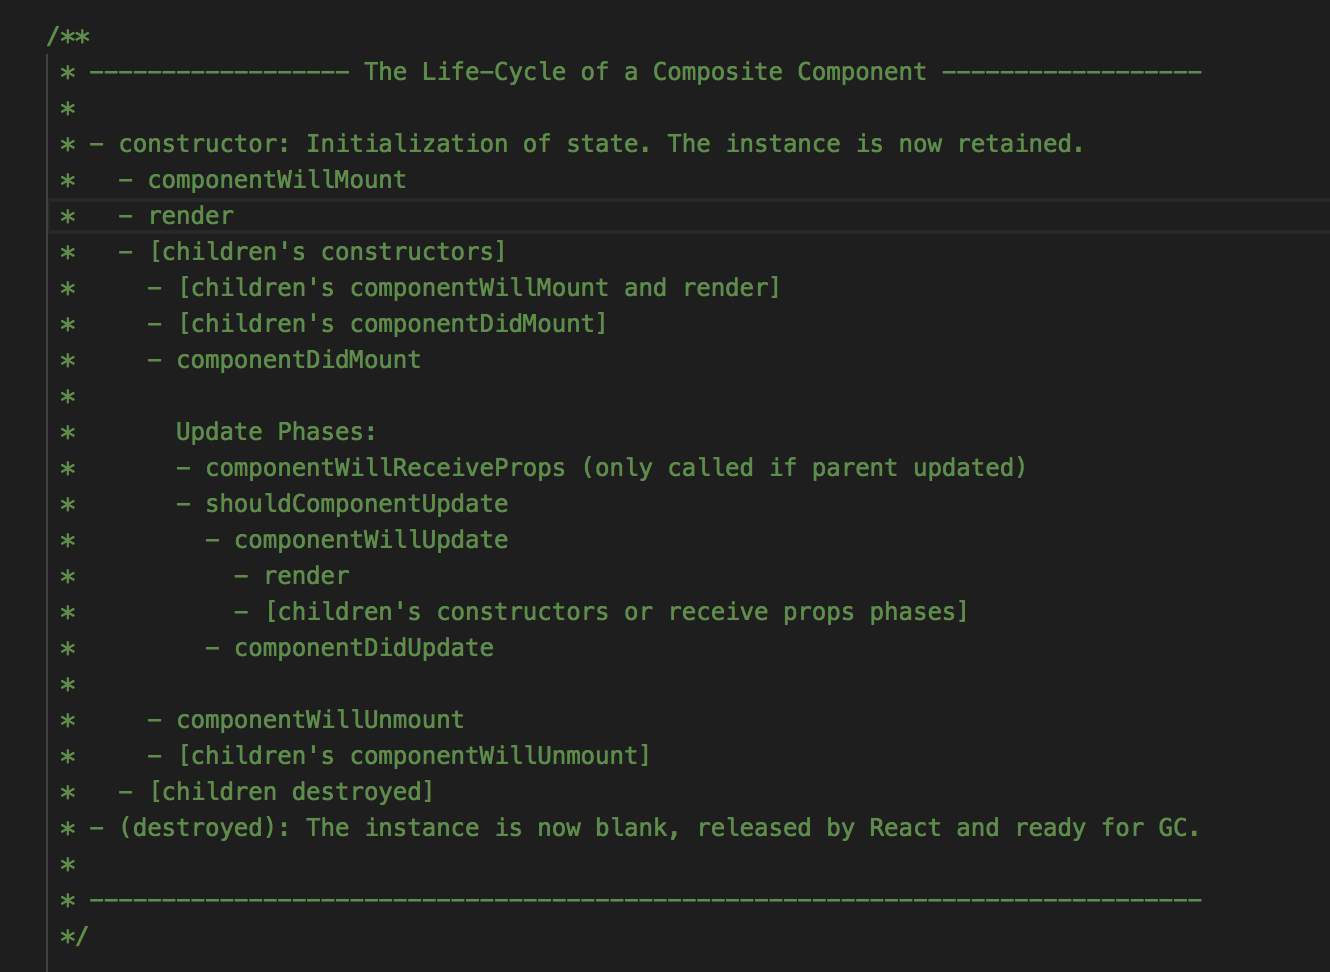 /**
 * ------------------ The Life-Cycle of a Composite Component ------------------
 *
 * - constructor: Initialization of state. The instance is now retained.
 *   - componentWillMount
 *   - render
 *   - [children's constructors]
 *     - [children's componentWillMount and render]
 *     - [children's componentDidMount]
 *     - componentDidMount
 *
 *       Update Phases:
 *       - componentWillReceiveProps (only called if parent updated)
 *       - shouldComponentUpdate
 *         - componentWillUpdate
 *           - render
 *           - [children's constructors or receive props phases]
 *         - componentDidUpdate
 *
 *     - componentWillUnmount
 *     - [children's componentWillUnmount]
 *   - [children destroyed]
 * - (destroyed): The instance is now blank, released by React and ready for GC.
 *
 * -----------------------------------------------------------------------------
 */